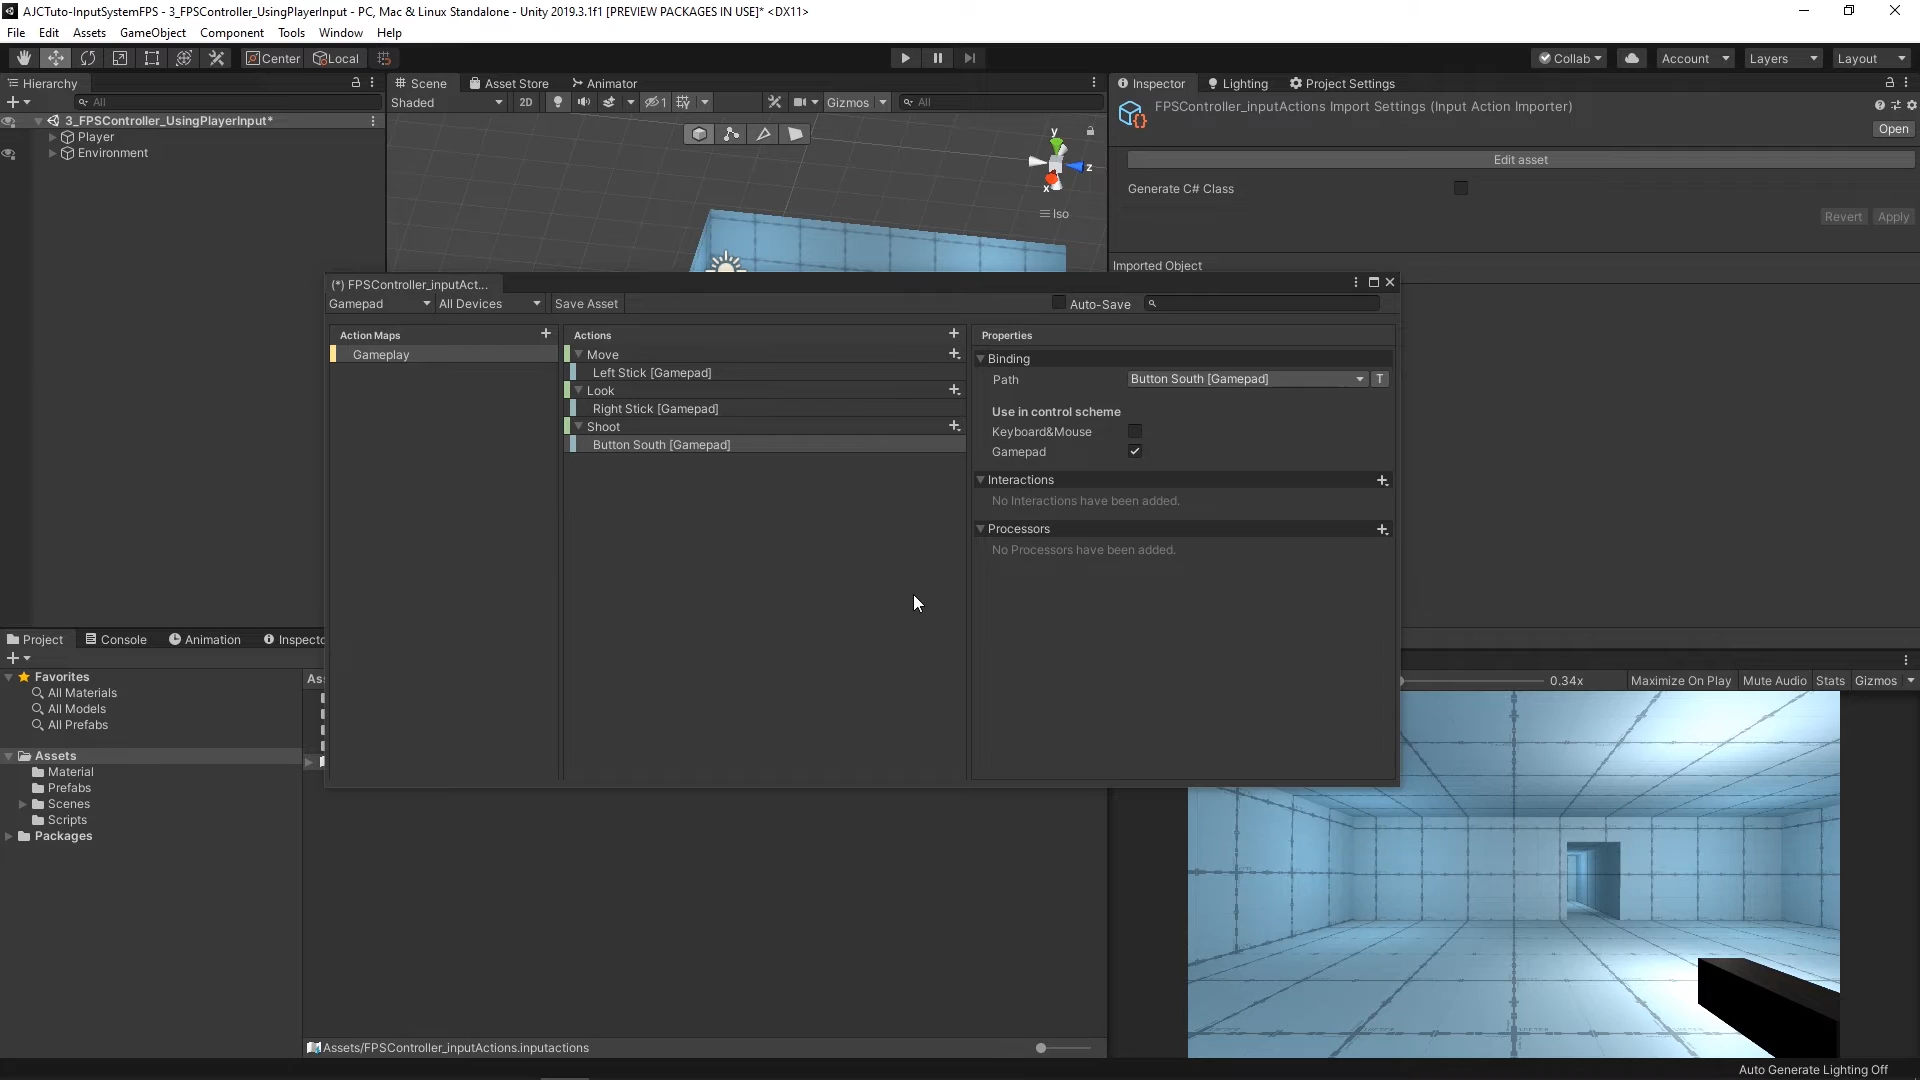 AJCTuto-InputSystemFPS - 3_FPSController_UsingPlayerInput - PC, Mac & Linux Standalone - Unity 2019.3.1f1 [PREVIEW PACKAGES IN USE]* <DX11>
File Edit Assets GameObject Component Tools Window Help
Center Local Collab Account Layers Layout
Hierarchy
All
3_FPSController_UsingPlayerInput*
Player
Environment
Scene Asset Store Animator
Shaded 2D 1 Gizmos All
y
z
x
Iso
Inspector Lighting Project Settings
FPSController_inputActions Import Settings (Input Action Importer)
Open
Edit asset
Generate C# Class
Revert Apply
Imported Object
(*) FPSController_inputAct...
Gamepad All Devices Save Asset Auto-Save
Action Maps
Gameplay
Actions
Move
Left Stick [Gamepad]
Look
Right Stick [Gamepad]
Shoot
Button South [Gamepad]
Properties
Binding
Path Button South [Gamepad] T
Use in control scheme
Keyboard&Mouse
Gamepad
Interactions
No Interactions have been added.
Processors
No Processors have been added.
Project Console Animation Inspecto
Favorites
All Materials
All Models
All Prefabs
Assets
Material
Prefabs
Scenes
Scripts
Packages
Ass
Assets/FPSController_inputActions.inputactions
0.34x Maximize On Play Mute Audio Stats Gizmos
Auto Generate Lighting Off